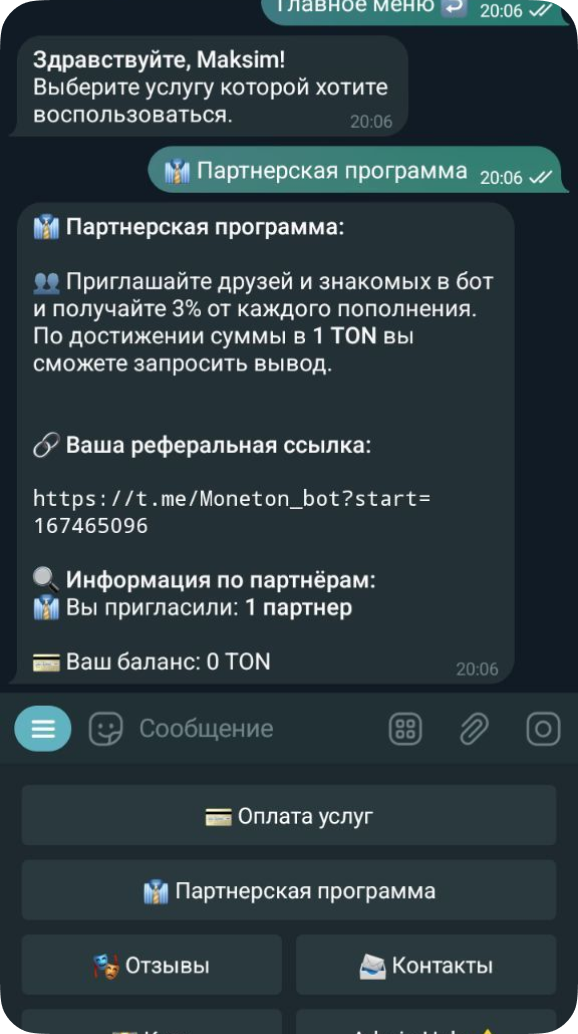 Главное меню
20:06
Здравствуйте, Maksim!
Выберите услугу которой хотите
воспользоваться.
20:06
Партнерская программа 20:06
Партнерская программа:
Приглашайте друзей и знакомых в бот
и получайте 3% от каждого пополнения.
По достижении суммы в 1 TON вы
сможете запросить вывод.
Ваша реферальная ссылка:
https://t.me/Moneton_bot?start=
167465096
Информация по партнёрам:
Вы пригласили: 1 партнер
Ваш баланс: 0 TON
20:06
Сообщение
Оплата услуг
Партнерская программа
Отзывы
Контакты